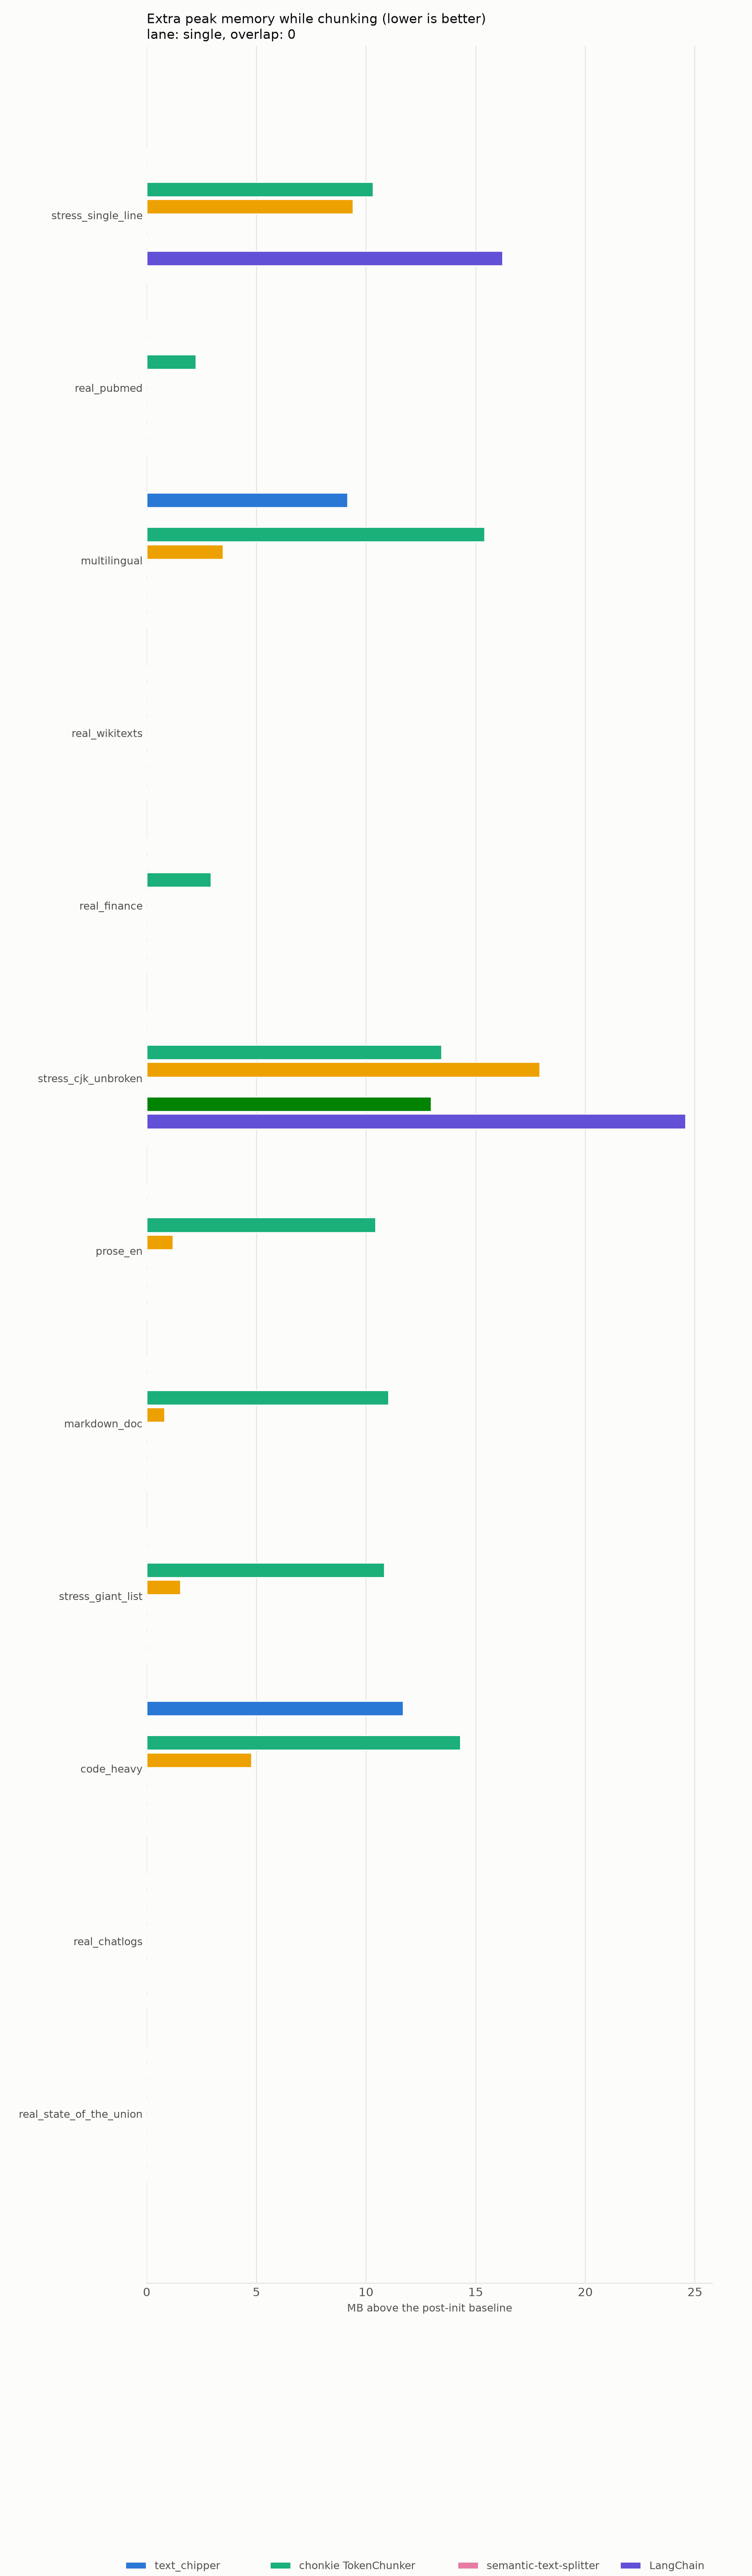 Extra peak memory while chunking (lower is better)
lane: single, overlap: 0
stress_single_line
real_pubmed
multilingual
real_wikitexts
real_finance
stress_cjk_unbroken
prose_en
markdown_doc
stress_giant_list
code_heavy
real_chatlogs
real_state_of_the_union
0 5 10 15 20 25
MB above the post-init baseline
text_chipper chonkie TokenChunker semantic-text-splitter LangChain